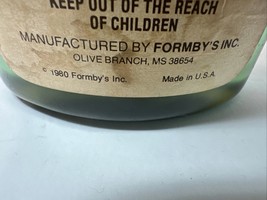 KEEP OUT OF THE REACH
OF CHILDREN
MANUFACTURED BY FORMBY'S INC.
OLIVE BRANCH, MS 38654
© 1980 Formby's Inc. Made in U.S.A.